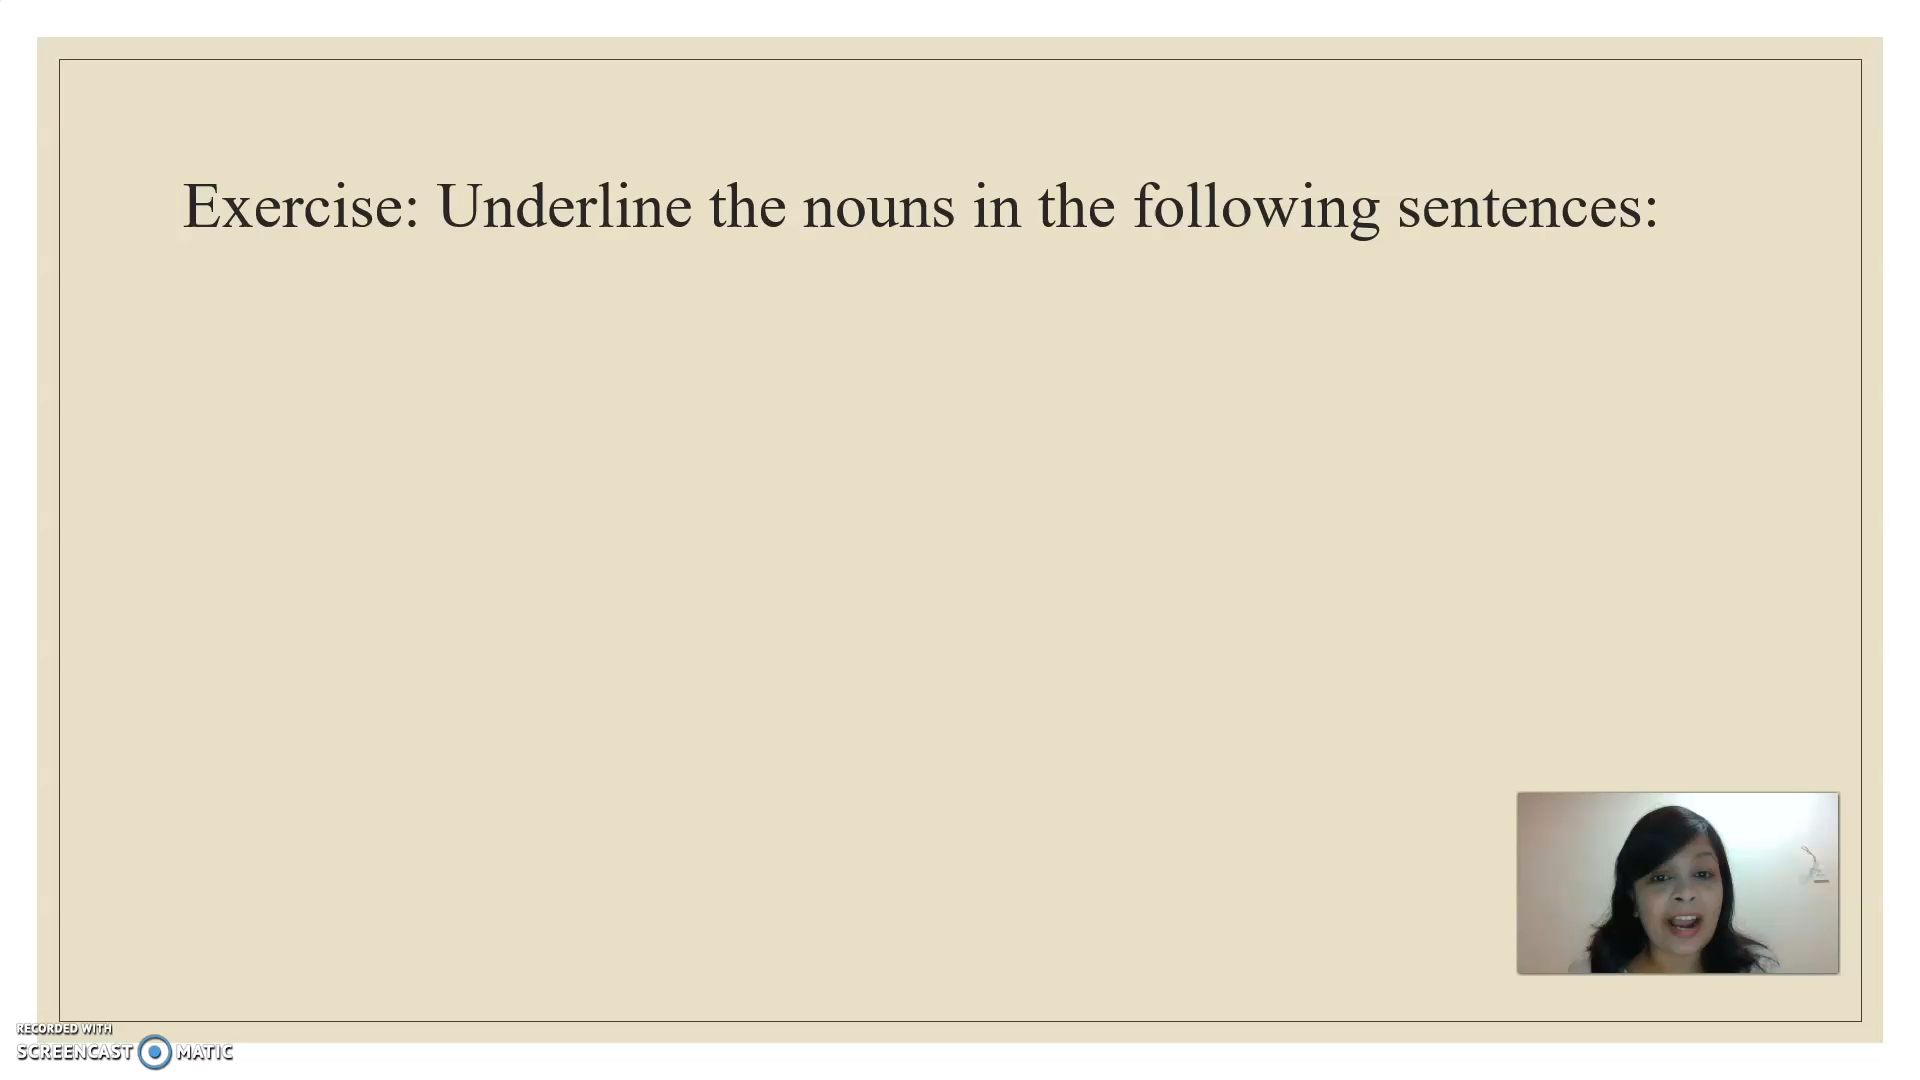 Exercise: Underline the nouns in the following sentences:
RECORDED WITH
SCREENCAST MATIC